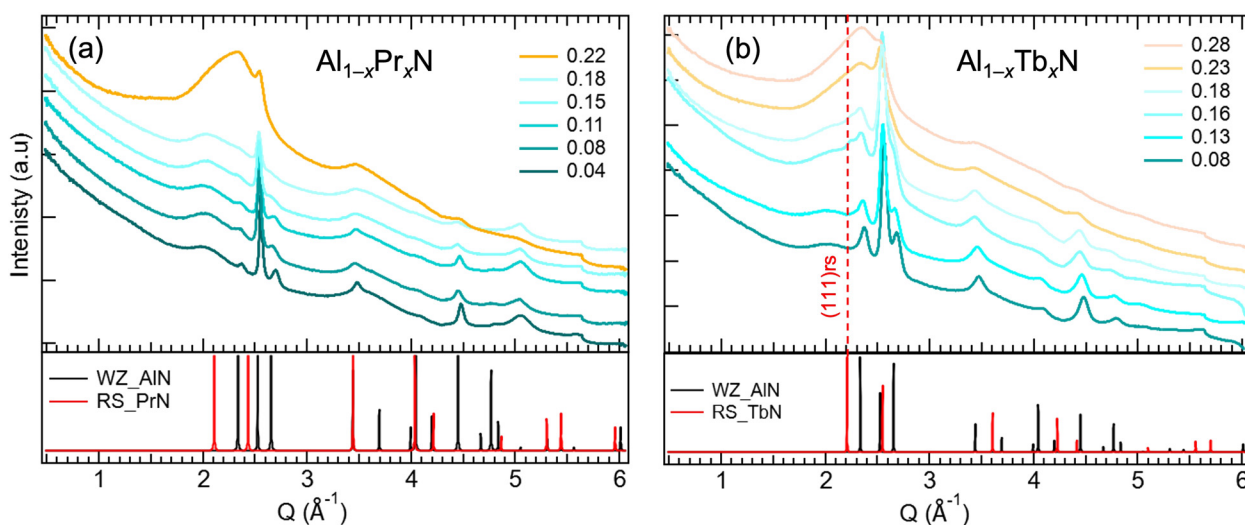 (a)
Al1–xPrxN
0.22
0.18
0.15
0.11
0.08
0.04
Intenisty (a.u)
WZ_AlN
RS_PrN
1
2
3
4
5
6
Q (Å-1)
(b)
Al1–xTbxN
0.28
0.23
0.18
0.16
0.13
0.08
(111)rs
WZ_AlN
RS_TbN
1
2
3
4
5
6
Q (Å-1)